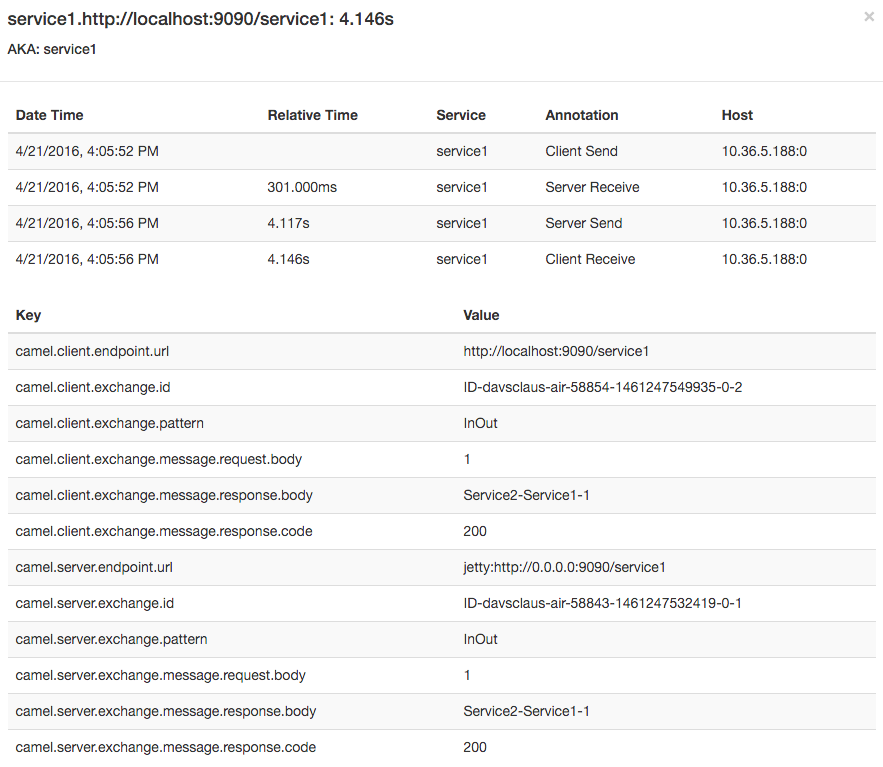 service1.http://localhost:9090/service1: 4.146s ×
AKA: service1
Date Time Relative Time Service Annotation Host
4/21/2016, 4:05:52 PM service1 Client Send 10.36.5.188:0
4/21/2016, 4:05:52 PM 301.000ms service1 Server Receive 10.36.5.188:0
4/21/2016, 4:05:56 PM 4.117s service1 Server Send 10.36.5.188:0
4/21/2016, 4:05:56 PM 4.146s service1 Client Receive 10.36.5.188:0
Key Value
camel.client.endpoint.url http://localhost:9090/service1
camel.client.exchange.id ID-davsclaus-air-58854-1461247549935-0-2
camel.client.exchange.pattern InOut
camel.client.exchange.message.request.body 1
camel.client.exchange.message.response.body Service2-Service1-1
camel.client.exchange.message.response.code 200
camel.server.endpoint.url jetty:http://0.0.0.0:9090/service1
camel.server.exchange.id ID-davsclaus-air-58843-1461247532419-0-1
camel.server.exchange.pattern InOut
camel.server.exchange.message.request.body 1
camel.server.exchange.message.response.body Service2-Service1-1
camel.server.exchange.message.response.code 200